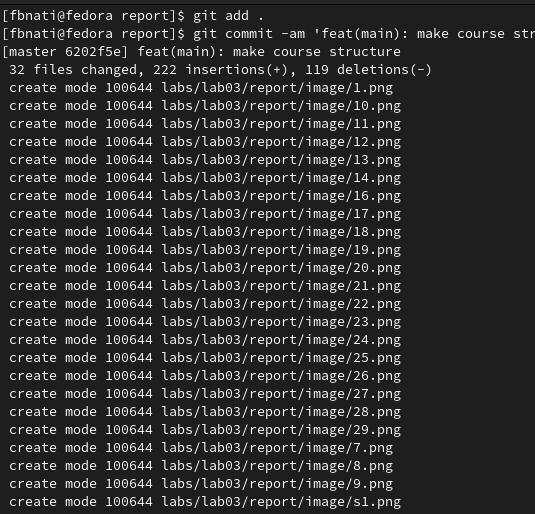 [fbnati@fedora report]$ git add .
[fbnati@fedora report]$ git commit -am 'feat(main): make course str
[master 6202f5e] feat(main): make course structure
 32 files changed, 222 insertions(+), 119 deletions(-)
 create mode 100644 labs/lab03/report/image/1.png
 create mode 100644 labs/lab03/report/image/10.png
 create mode 100644 labs/lab03/report/image/11.png
 create mode 100644 labs/lab03/report/image/12.png
 create mode 100644 labs/lab03/report/image/13.png
 create mode 100644 labs/lab03/report/image/14.png
 create mode 100644 labs/lab03/report/image/16.png
 create mode 100644 labs/lab03/report/image/17.png
 create mode 100644 labs/lab03/report/image/18.png
 create mode 100644 labs/lab03/report/image/19.png
 create mode 100644 labs/lab03/report/image/20.png
 create mode 100644 labs/lab03/report/image/21.png
 create mode 100644 labs/lab03/report/image/22.png
 create mode 100644 labs/lab03/report/image/23.png
 create mode 100644 labs/lab03/report/image/24.png
 create mode 100644 labs/lab03/report/image/25.png
 create mode 100644 labs/lab03/report/image/26.png
 create mode 100644 labs/lab03/report/image/27.png
 create mode 100644 labs/lab03/report/image/28.png
 create mode 100644 labs/lab03/report/image/29.png
 create mode 100644 labs/lab03/report/image/7.png
 create mode 100644 labs/lab03/report/image/8.png
 create mode 100644 labs/lab03/report/image/9.png
 create mode 100644 labs/lab03/report/image/s1.png